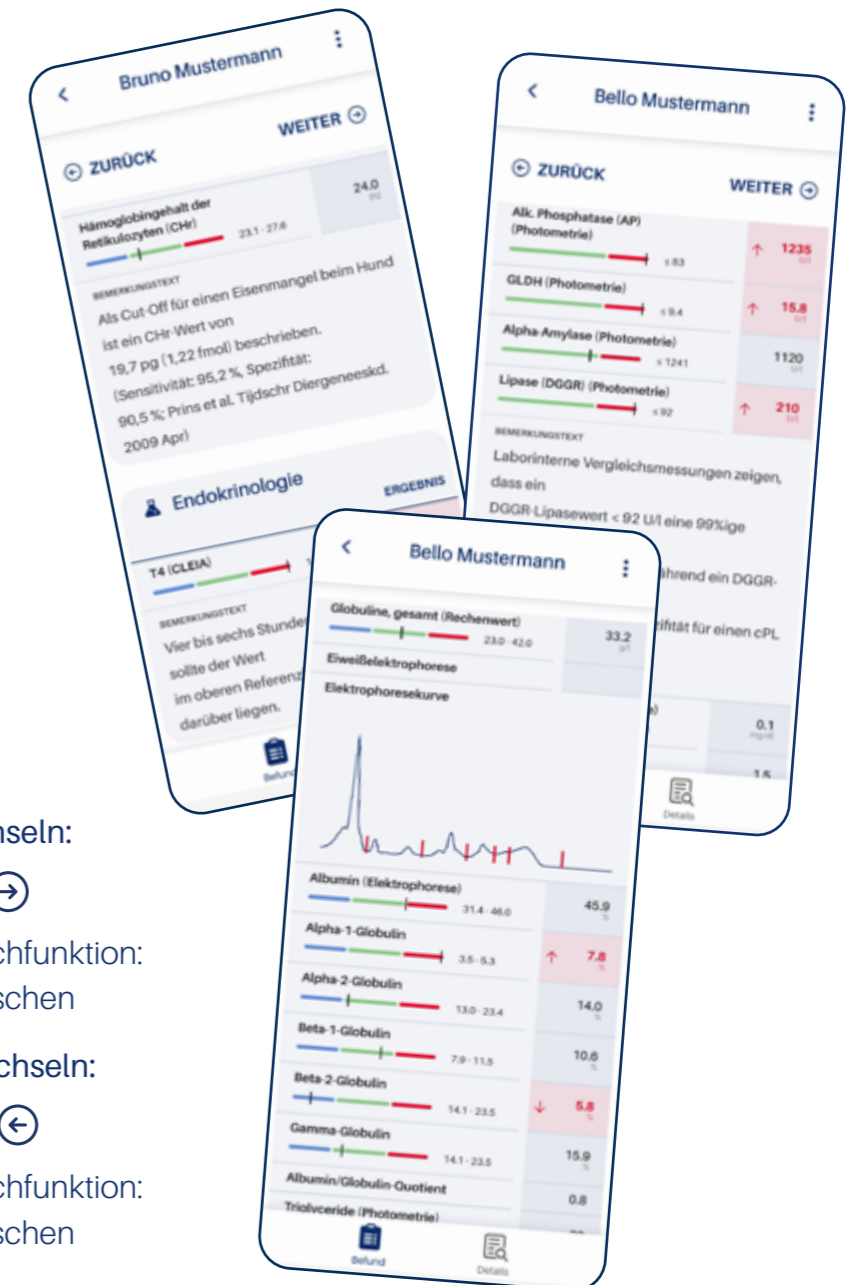 Bruno Mustermann
ZURÜCK
WEITER
Hämoglobingehalt der
Retikulozyten (CHr)
23.1 - 27.6
24.0
pg
BEMERKUNGSTEXT
Als Cut-Off für einen Eisenmangel beim Hund
ist ein CHr-Wert von
19,7 pg (1,22 fmol) beschrieben.
(Sensitivität: 95,2 %, Spezifität:
90,5 %; Prins et al. Tijdschr Diergeneeskd.
2009 Apr)
Endokrinologie
ERGEBNIS
T4 (CLEIA)
BEMERKUNGSTEXT
Vier bis sechs Stunden
sollte der Wert
im oberen Referenz
darüber liegen.
Befund
Bello Mustermann
ZURÜCK
WEITER
Alk. Phosphatase (AP)
(Photometrie)
≤ 83
1235
U/l
GLDH (Photometrie)
≤ 9.4
15.8
U/l
Alpha-Amylase (Photometrie)
≤ 1241
1120
U/l
Lipase (DGGR) (Photometrie)
≤ 92
210
U/l
BEMERKUNGSTEXT
Laborinterne Vergleichsmessungen zeigen,
dass ein
DGGR-Lipasewert < 92 U/l eine 99%ige
ährend ein DGGR-
zifität für einen cPL
0.1
mg/dl
1.5
Details
Bello Mustermann
Globuline, gesamt (Rechenwert)
23.0 - 42.0
33.2
g/l
Eiweißelektrophorese
Elektrophoresekurve
Albumin (Elektrophorese)
31.4 - 46.0
45.9
%
Alpha-1-Globulin
3.5 - 5.3
7.8
%
Alpha-2-Globulin
13.0 - 23.4
14.0
%
Beta-1-Globulin
7.9 - 11.5
10.6
%
Beta-2-Globulin
14.1 - 23.5
5.8
%
Gamma-Globulin
14.1 - 23.5
15.9
%
Albumin/Globulin-Quotient
0.8
Triglyceride (Photometrie)
Befund
Details
hseln:
chfunktion:
schen
chseln:
chfunktion:
schen